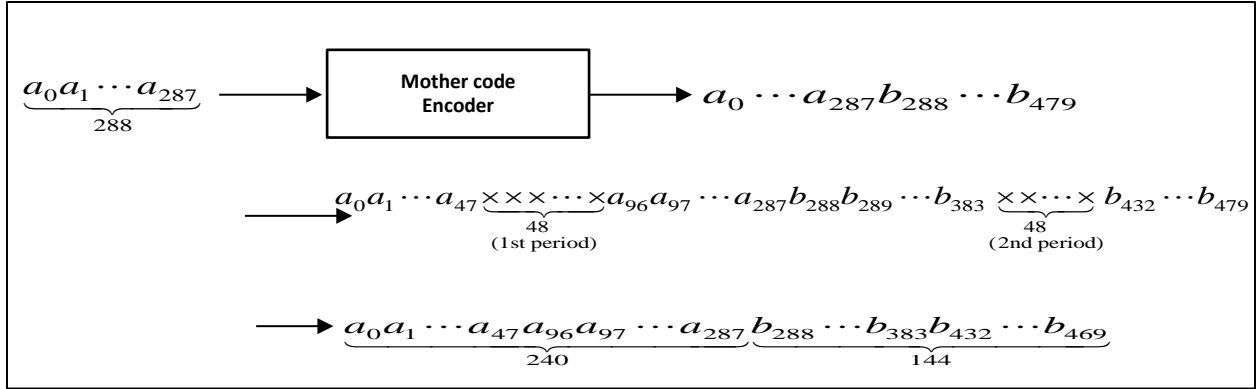 a₀a₁ ⋯ a₂₈₇ Mother code a₀ ⋯ a₂₈₇b₂₈₈ ⋯ b₄₇₉
288 Encoder
a₀a₁ ⋯ a₄₇ ××× ⋯ × a₉₆a₉₇ ⋯ a₂₈₇b₂₈₈b₂₈₉ ⋯ b₃₈₃ ×× ⋯ × b₄₃₂ ⋯ b₄₇₉
48 48
(1st period) (2nd period)
a₀a₁ ⋯ a₄₇a₉₆a₉₇ ⋯ a₂₈₇b₂₈₈ ⋯ b₃₈₃b₄₃₂ ⋯ b₄₆₉
240 144